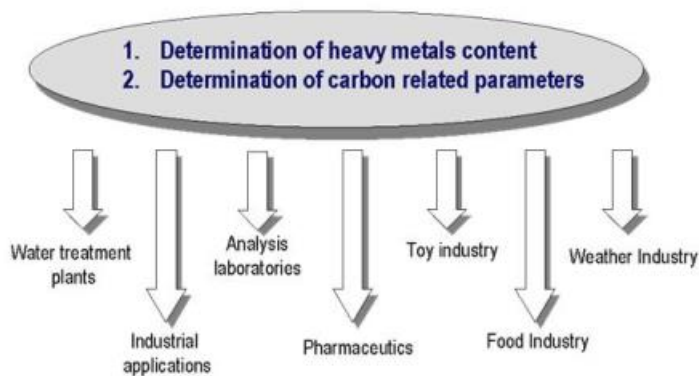 1. Determination of heavy metals content
2. Determination of carbon related parameters
Water treatment
plants
Industrial
applications
Analysis
laboratories
Pharmaceutics
Toy industry
Food Industry
Weather Industry